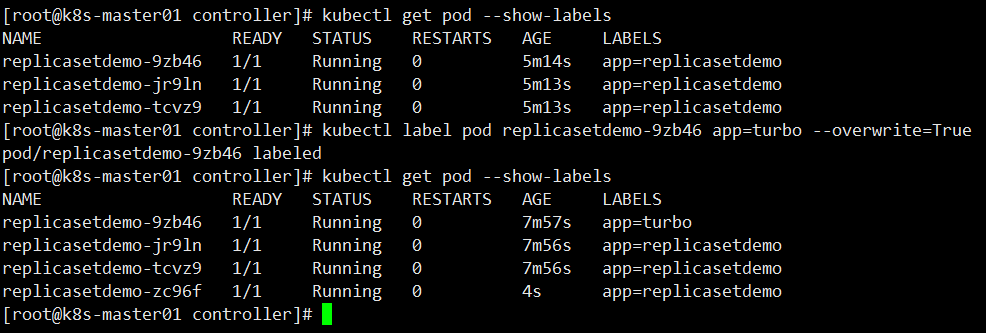 [root@k8s-master01 controller]# kubectl get pod --show-labels
NAME                  READY   STATUS    RESTARTS   AGE     LABELS
replicasetdemo-9zb46   1/1     Running   0          5m14s   app=replicasetdemo
replicasetdemo-jr9ln   1/1     Running   0          5m13s   app=replicasetdemo
replicasetdemo-tcvz9   1/1     Running   0          5m13s   app=replicasetdemo
[root@k8s-master01 controller]# kubectl label pod replicasetdemo-9zb46 app=turbo --overwrite=True
pod/replicasetdemo-9zb46 labeled
[root@k8s-master01 controller]# kubectl get pod --show-labels
NAME                  READY   STATUS    RESTARTS   AGE     LABELS
replicasetdemo-9zb46   1/1     Running   0          7m57s   app=turbo
replicasetdemo-jr9ln   1/1     Running   0          7m56s   app=replicasetdemo
replicasetdemo-tcvz9   1/1     Running   0          7m56s   app=replicasetdemo
replicasetdemo-zc96f   1/1     Running   0          4s      app=replicasetdemo
[root@k8s-master01 controller]#